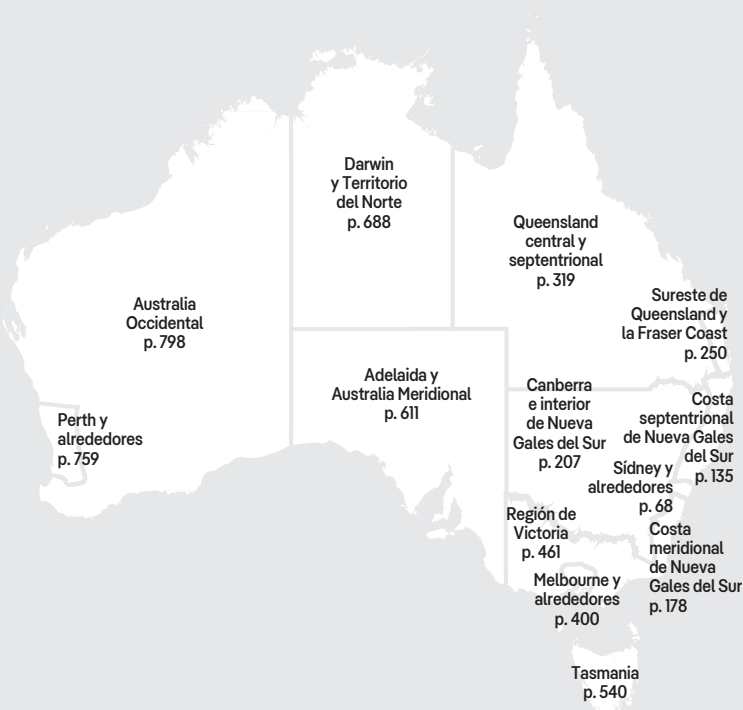 Darwin
y Territorio
del Norte
p. 688
Queensland
central y
septentrional
p. 319
Australia
Occidental
p. 798
Sureste de
Queensland y
la Fraser Coast
p. 250
Adelaida y
Australia Meridional
p. 611
Canberra
e interior
de Nueva
Gales del Sur
p. 207
Costa
septentrional
de Nueva Gales
del Sur
p. 135
Perth y
alrededores
p. 759
Sídney y
alrededores
p. 68
Región de
Victoria
p. 461
Costa
meridional
de Nueva
Gales del Sur
p. 178
Melbourne y
alrededores
p. 400
Tasmania
p. 540